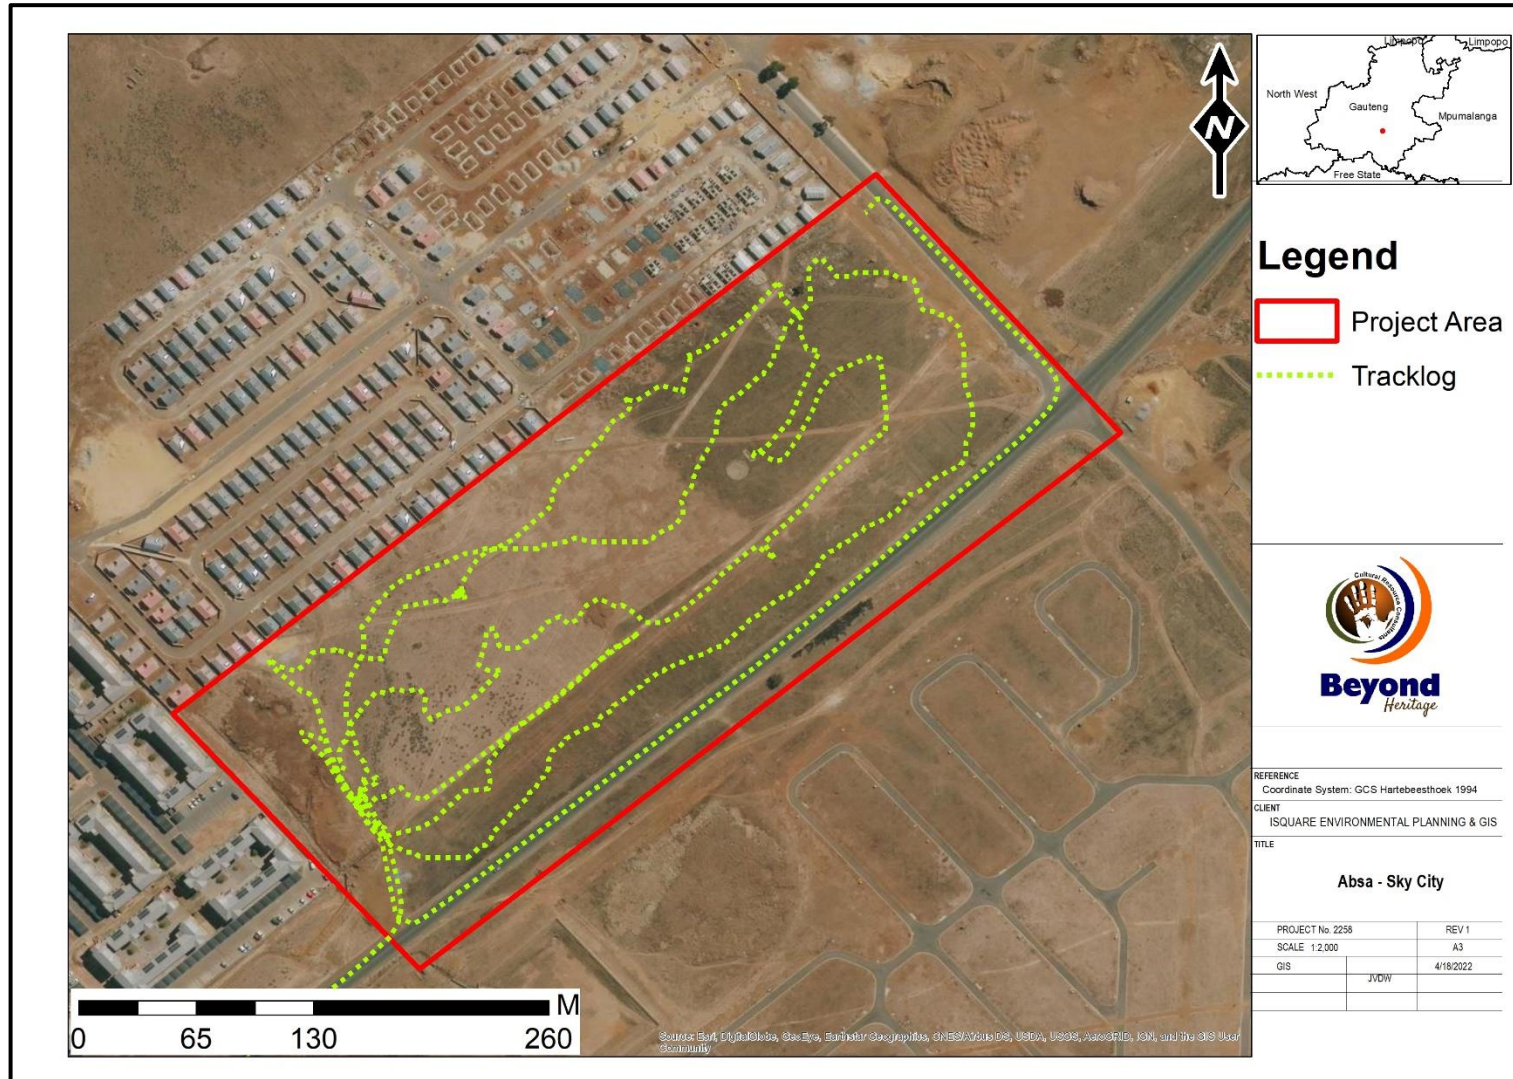 N
Limpopo
Limpopo
North West
Gauteng
Mpumalanga
Free State
Legend
Project Area
Tracklog
Cultural Resource Consultants
Beyond
Heritage
REFERENCE
Coordinate System: GCS Hartebeesthoek 1994
CLIENT
ISQUARE ENVIRONMENTAL PLANNING & GIS
TITLE
Absa - Sky City
PROJECT No. 2258 REV 1
SCALE 1:2,000 A3
GIS 4/18/2022
JVDW
M
0 65 130 260
Source: Esri, DigitalGlobe, GeoEye, Earthstar Geographics, CNES/Airbus DS, USDA, USGS, AeroGRID, IGN, and the GIS User
Community